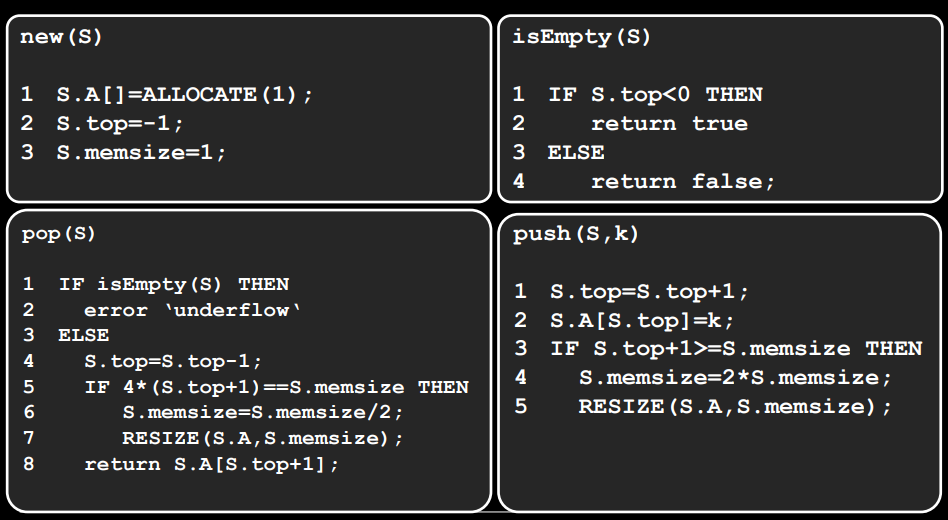 new(S)
1 S.A[]=ALLOCATE(1);
2 S.top=-1;
3 S.memsize=1;
isEmpty(S)
1 IF S.top<0 THEN
2 return true
3 ELSE
4 return false;
pop(S)
1 IF isEmpty(S) THEN
2 error ‛underflow‛
3 ELSE
4 S.top=S.top-1;
5 IF 4*(S.top+1)==S.memsize THEN
6 S.memsize=S.memsize/2;
7 RESIZE(S.A,S.memsize);
8 return S.A[S.top+1];
push(S,k)
1 S.top=S.top+1;
2 S.A[S.top]=k;
3 IF S.top+1>=S.memsize THEN
4 S.memsize=2*S.memsize;
5 RESIZE(S.A,S.memsize);